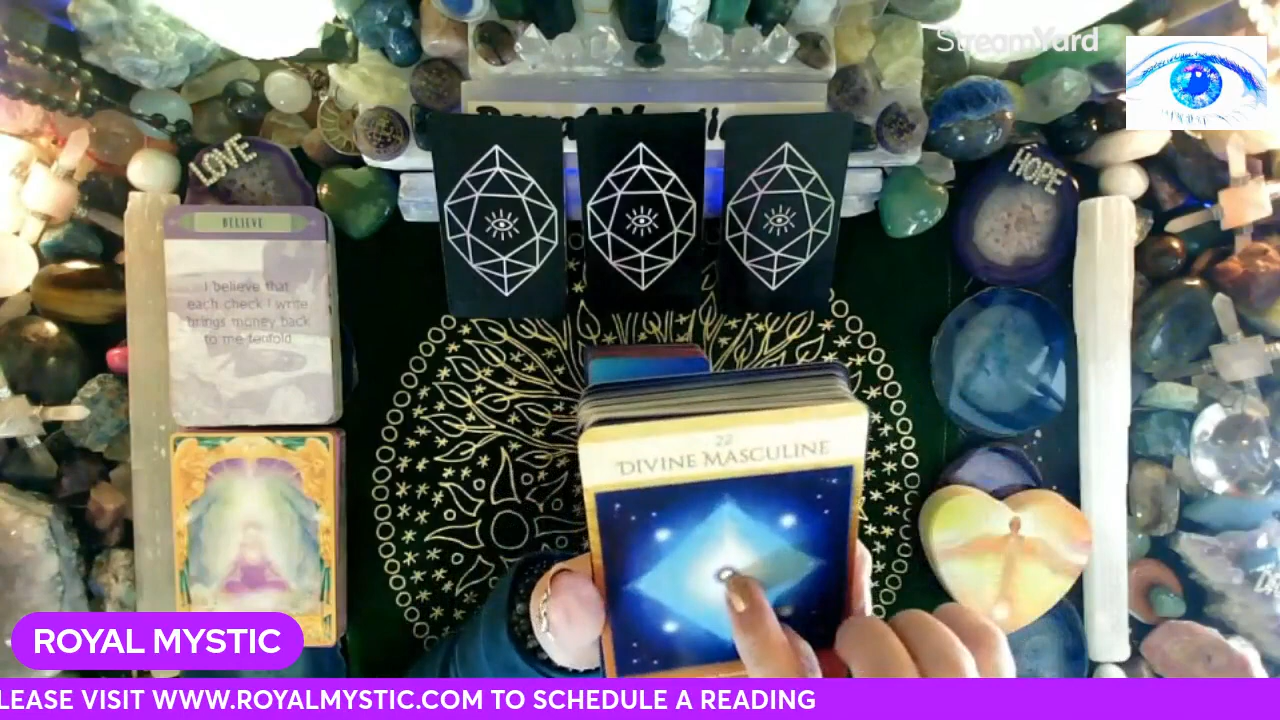 StreamYard
LOVE
HOPE
BELIEVE
I believe that
each check I write
brings money back
to me tenfold
22
DIVINE MASCULINE
ROYAL MYSTIC
LEASE VISIT WWW.ROYALMYSTIC.COM TO SCHEDULE A READING